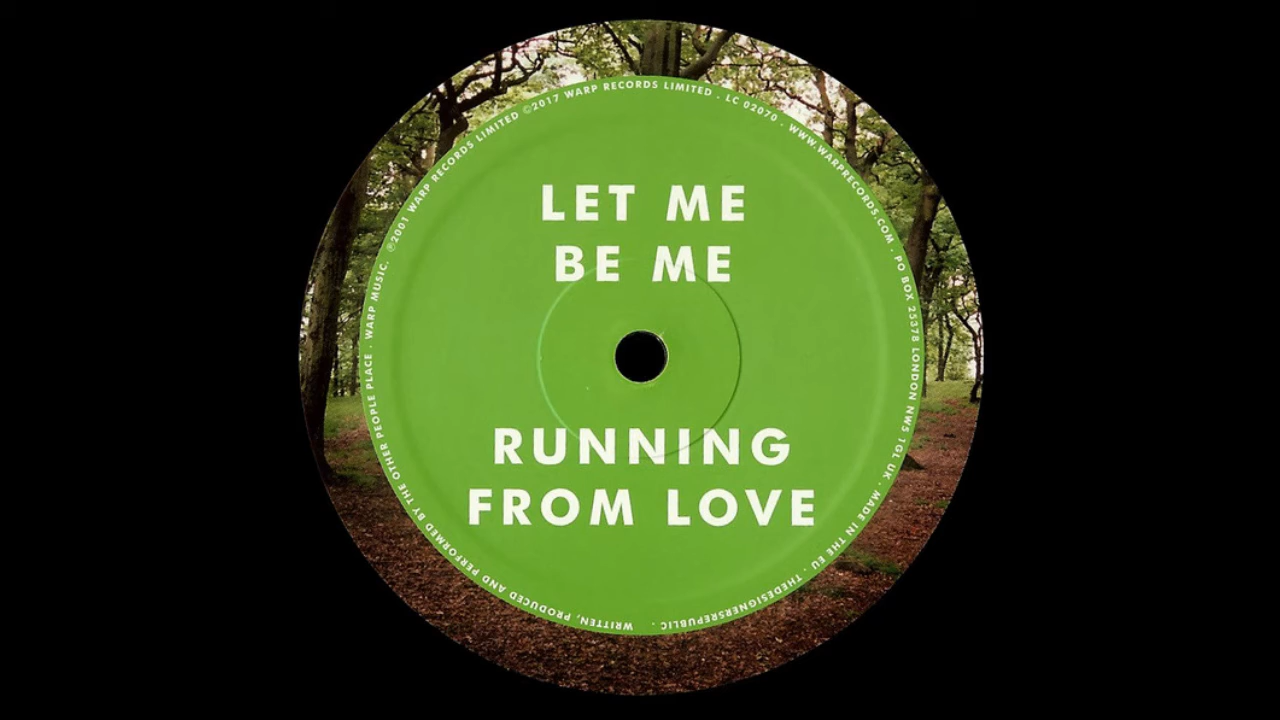 LET ME
BE ME
RUNNING
FROM LOVE
WRITTEN, PRODUCED AND PERFORMED BY THE OTHER PEOPLE PLACE . WARP MUSIC. ℗2001 WARP RECORDS LIMITED ©2017 WARP RECORDS LIMITED . LC 02070 . WWW.WARPRECORDS.COM . PO BOX 25378 LONDON NW5 1GL UK . MADE IN THE EU . THEDESIGNERSREPUBLIC .